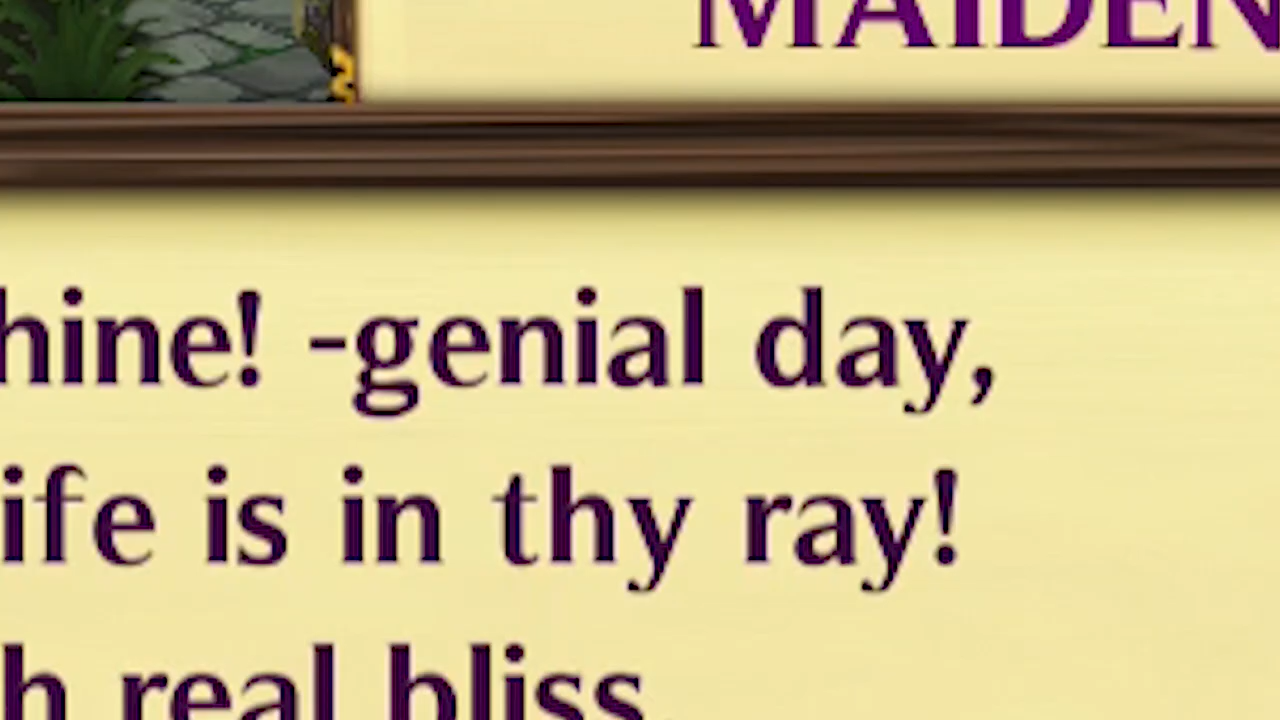 MAIDEN
hine! -genial day,
ife is in thy ray!
h real bliss,